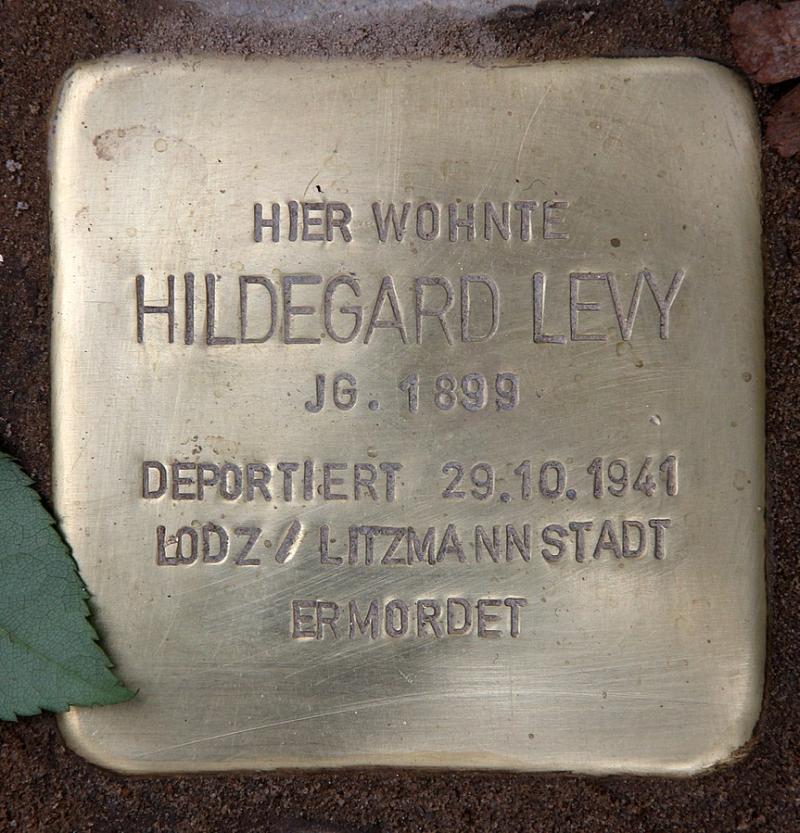 HIER WOHNTE
HILDEGARD LEVY
JG. 1899
DEPORTIERT 29.10.1941
LODZ / LITZMANNSTADT
ERMORDET